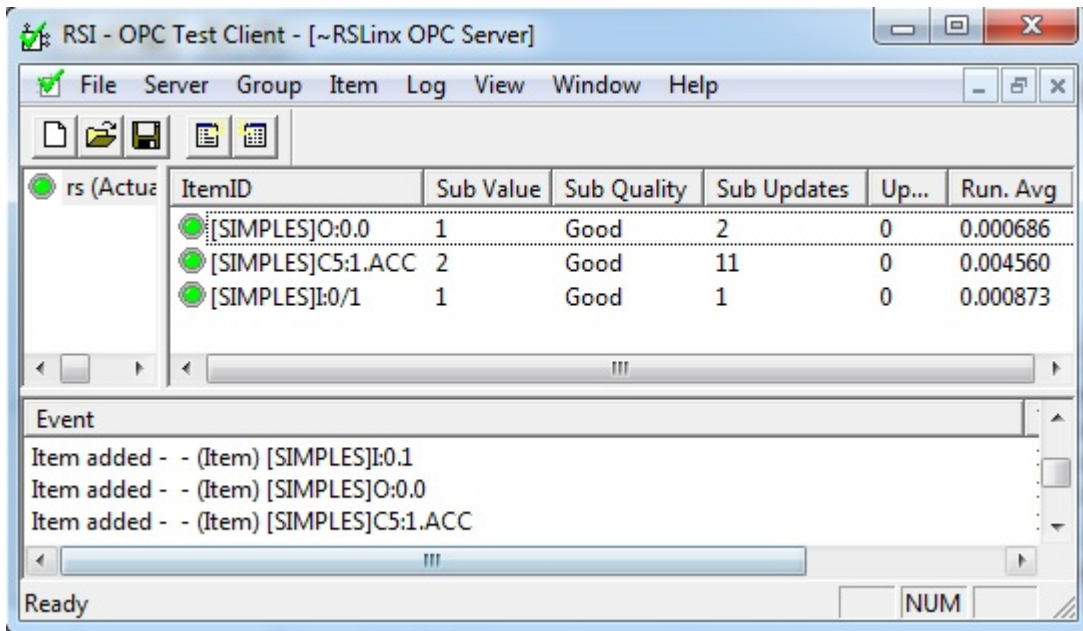 RSI - OPC Test Client - [~RSLinx OPC Server]
File Server Group Item Log View Window Help
rs (Actua
ItemID Sub Value Sub Quality Sub Updates Up... Run. Avg
[SIMPLES]O:0.0 1 Good 2 0 0.000686
[SIMPLES]C5:1.ACC 2 Good 11 0 0.004560
[SIMPLES]I:0/1 1 Good 1 0 0.000873
Event
Item added - - (Item) [SIMPLES]I:0.1
Item added - - (Item) [SIMPLES]O:0.0
Item added - - (Item) [SIMPLES]C5:1.ACC
Ready NUM